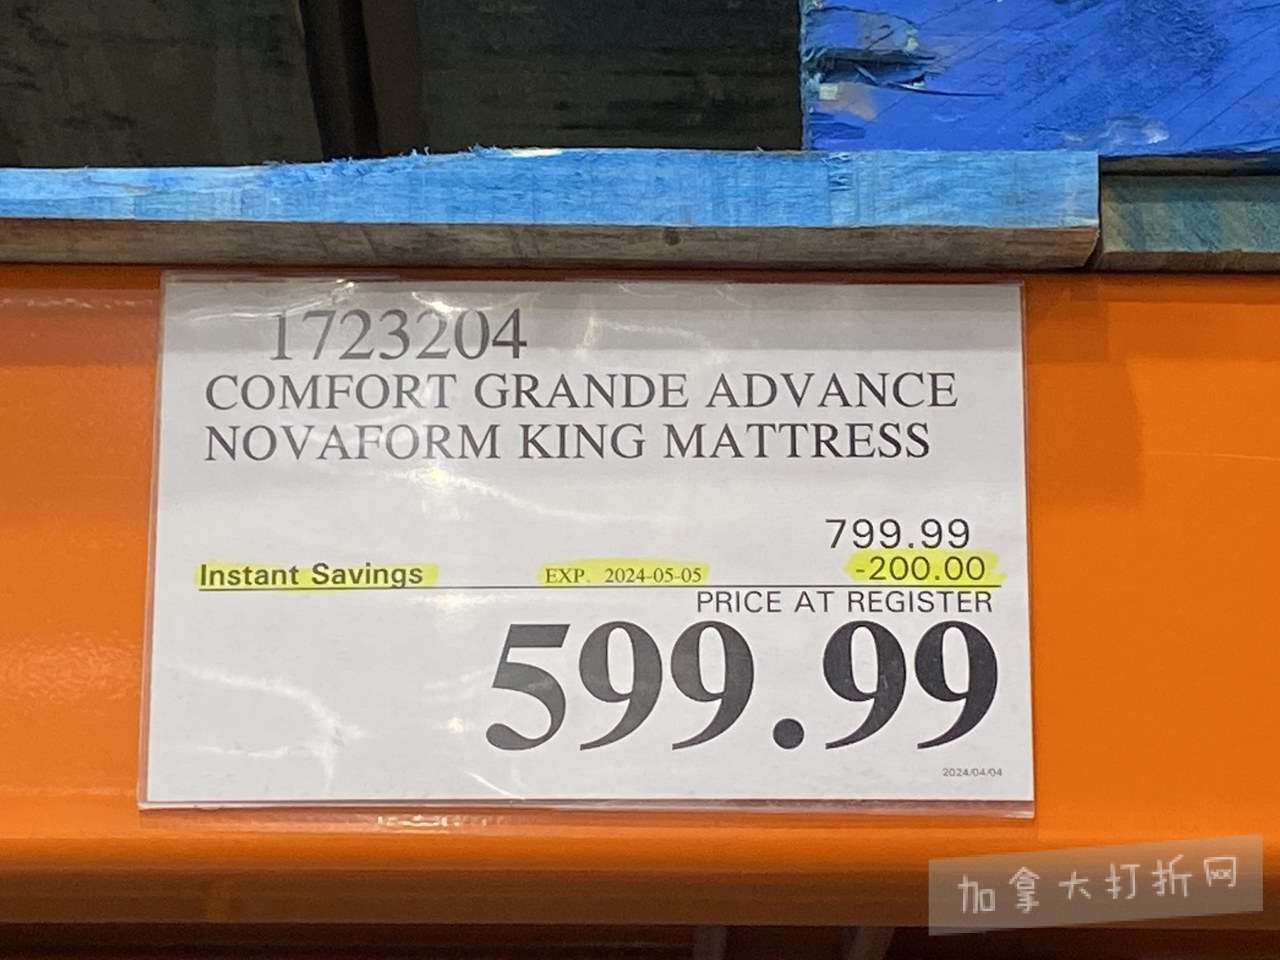 1723204
COMFORT GRANDE ADVANCE
NOVAFORM KING MATTRESS
799.99
Instant Savings EXP. 2024-05-05 -200.00
PRICE AT REGISTER
599.99
2024/04/04
加拿大打折网